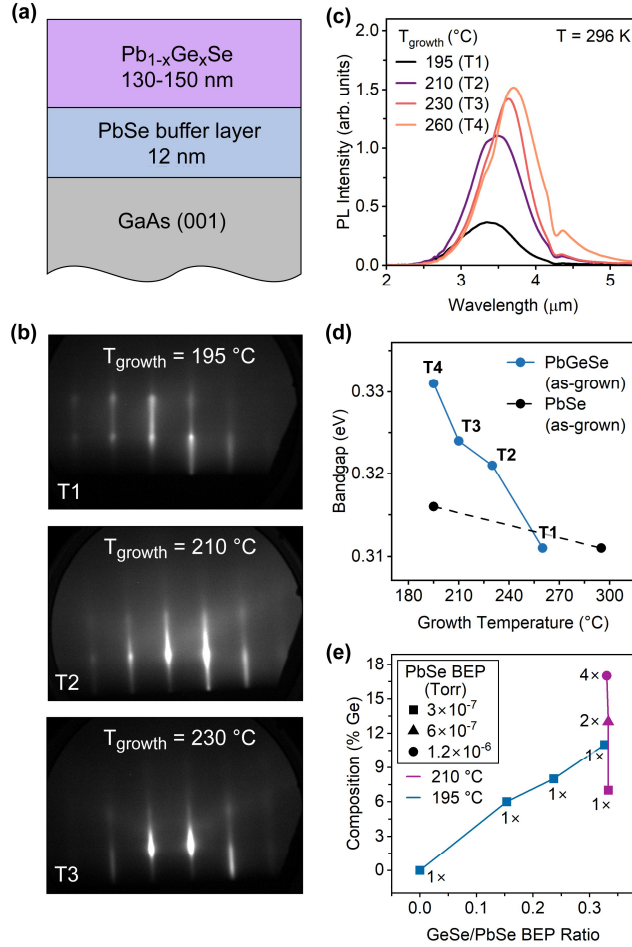 (a)
Pb1-xGexSe
130-150 nm
PbSe buffer layer
12 nm
GaAs (001)
(b)
Tgrowth = 195 °C
T1
Tgrowth = 210 °C
T2
Tgrowth = 230 °C
T3
(c)
Tgrowth (°C)
T = 296 K
195 (T1)
210 (T2)
230 (T3)
260 (T4)
PL Intensity (arb. units)
2.0
1.5
1.0
0.5
0.0
2 3 4 5
Wavelength (μm)
(d)
T4
T3
T2
T1
PbGeSe
(as-grown)
PbSe
(as-grown)
Bandgap (eV)
0.33
0.32
0.31
180 210 240 270 300
Growth Temperature (°C)
(e)
PbSe BEP
(Torr)
3×10-7
6×10-7
1.2×10-6
210 °C
195 °C
4×
2×
1×
1×
1×
1×
1×
Composition (% Ge)
18
15
12
9
6
3
0
0.0 0.1 0.2 0.3
GeSe/PbSe BEP Ratio